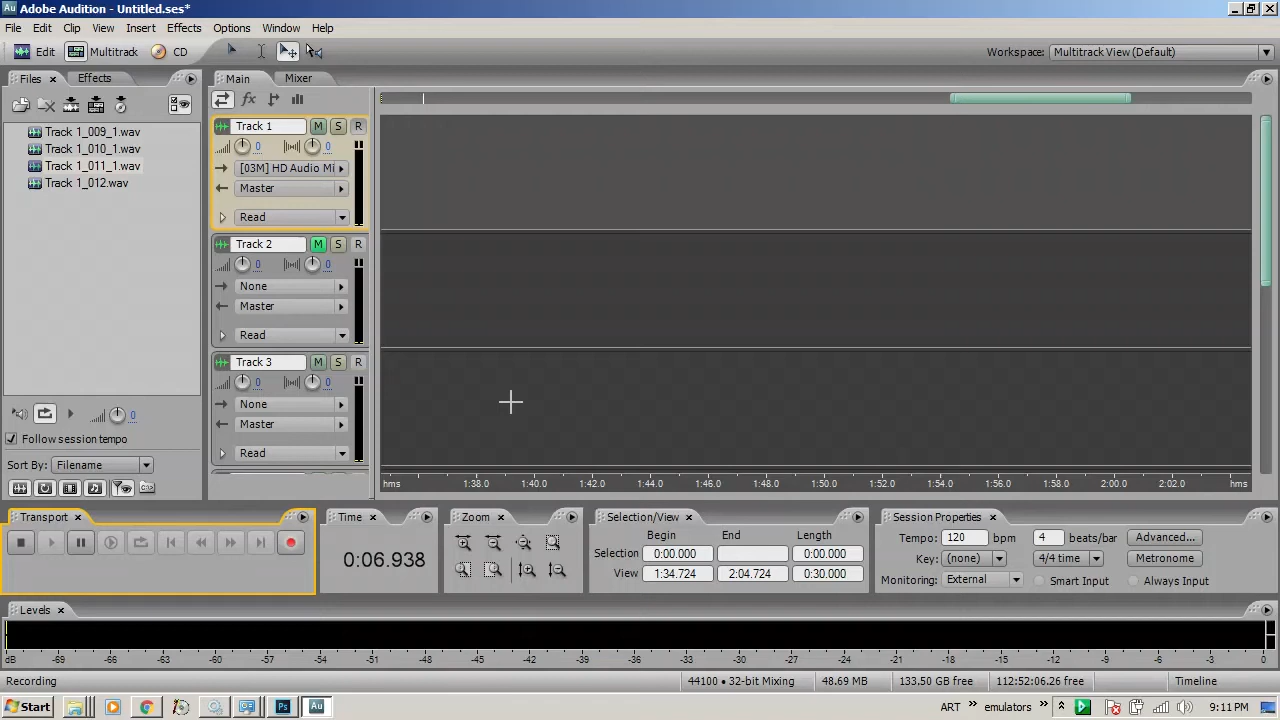 Adobe Audition - Untitled.ses*
File Edit Clip View Insert Effects Options Window Help
Edit Multitrack CD Workspace: Multitrack View (Default)
Files Effects Main Mixer
fx
Track 1_009_1.wav
Track 1_010_1.wav
Track 1_011_1.wav
Track 1_012.wav
Track 1 M S R
0 0
[03M] HD Audio Mi
Master
Read
Track 2 M S R
0 0
None
Master
Read
Track 3 M S R
0 0
None
Master
Read
0
Follow session tempo
Sort By: Filename
hms 1:38.0 1:40.0 1:42.0 1:44.0 1:46.0 1:48.0 1:50.0 1:52.0 1:54.0 1:56.0 1:58.0 2:00.0 2:02.0 hms
Transport Time Zoom Selection/View Session Properties
0:06.938
Begin End Length
Selection 0:00.000 0:00.000
View 1:34.724 2:04.724 0:30.000
Tempo: 120 bpm 4 beats/bar Advanced...
Key: (none) 4/4 time Metronome
Monitoring: External Smart Input Always Input
Levels
dB -69 -66 -63 -60 -57 -54 -51 -48 -45 -42 -39 -36 -33 -30 -27 -24 -21 -18 -15 -12 -9 -6 -3 0
Recording 44100 • 32-bit Mixing 48.69 MB 133.50 GB free 112:52:06.26 free Timeline
Start Ps Au ART » emulators » 9:11 PM